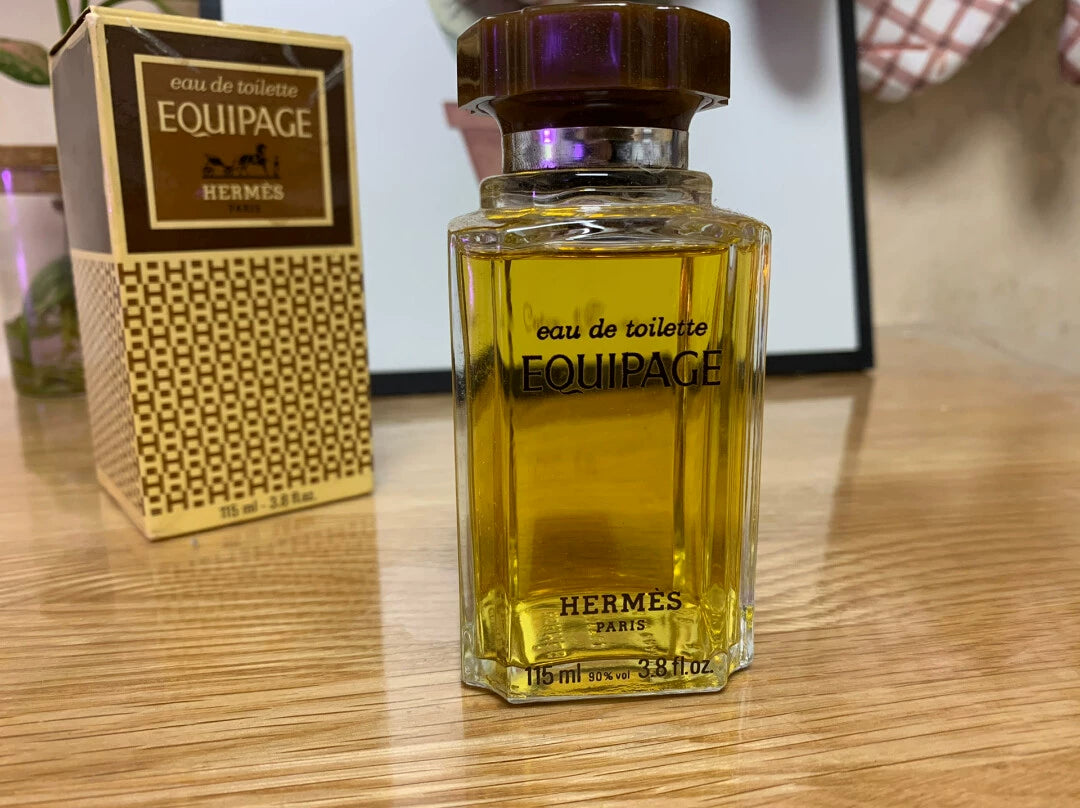 eau de toilette
EQUIPAGE
HERMÈS
PARIS
115 ml - 3.8 fl.oz.
eau de toilette
EQUIPAGE
HERMÈS
PARIS
115 ml 90% vol 3.8 fl.oz.